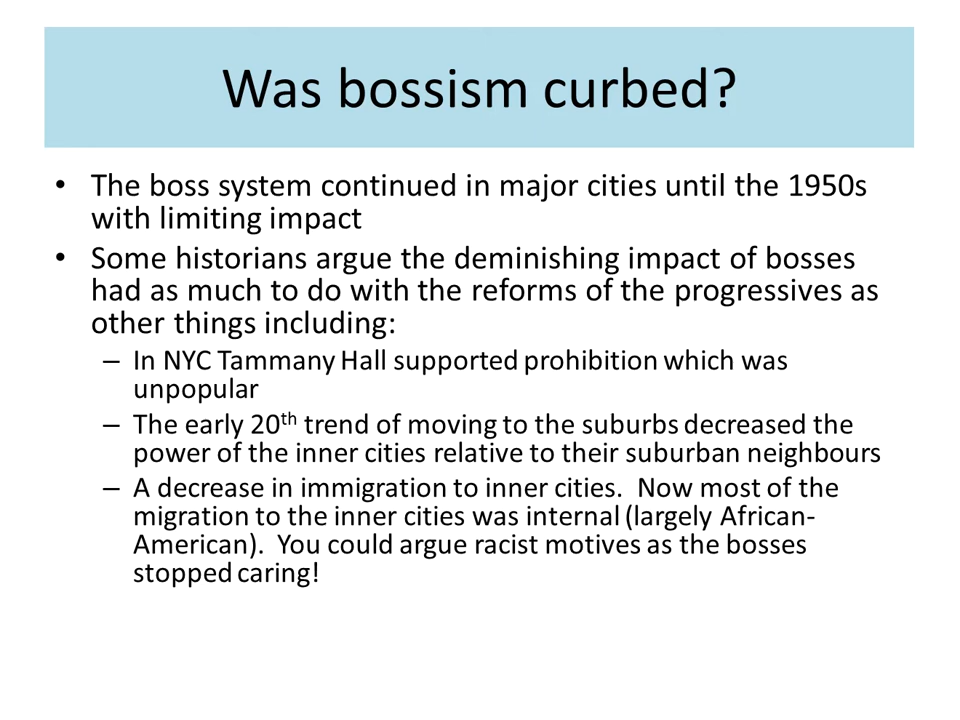 Was bossism curbed?
• The boss system continued in major cities until the 1950s
with limiting impact
• Some historians argue the deminishing impact of bosses
had as much to do with the reforms of the progressives as
other things including:
– In NYC Tammany Hall supported prohibition which was
unpopular
– The early 20th trend of moving to the suburbs decreased the
power of the inner cities relative to their suburban neighbours
– A decrease in immigration to inner cities.  Now most of the
migration to the inner cities was internal (largely African-
American).  You could argue racist motives as the bosses
stopped caring!